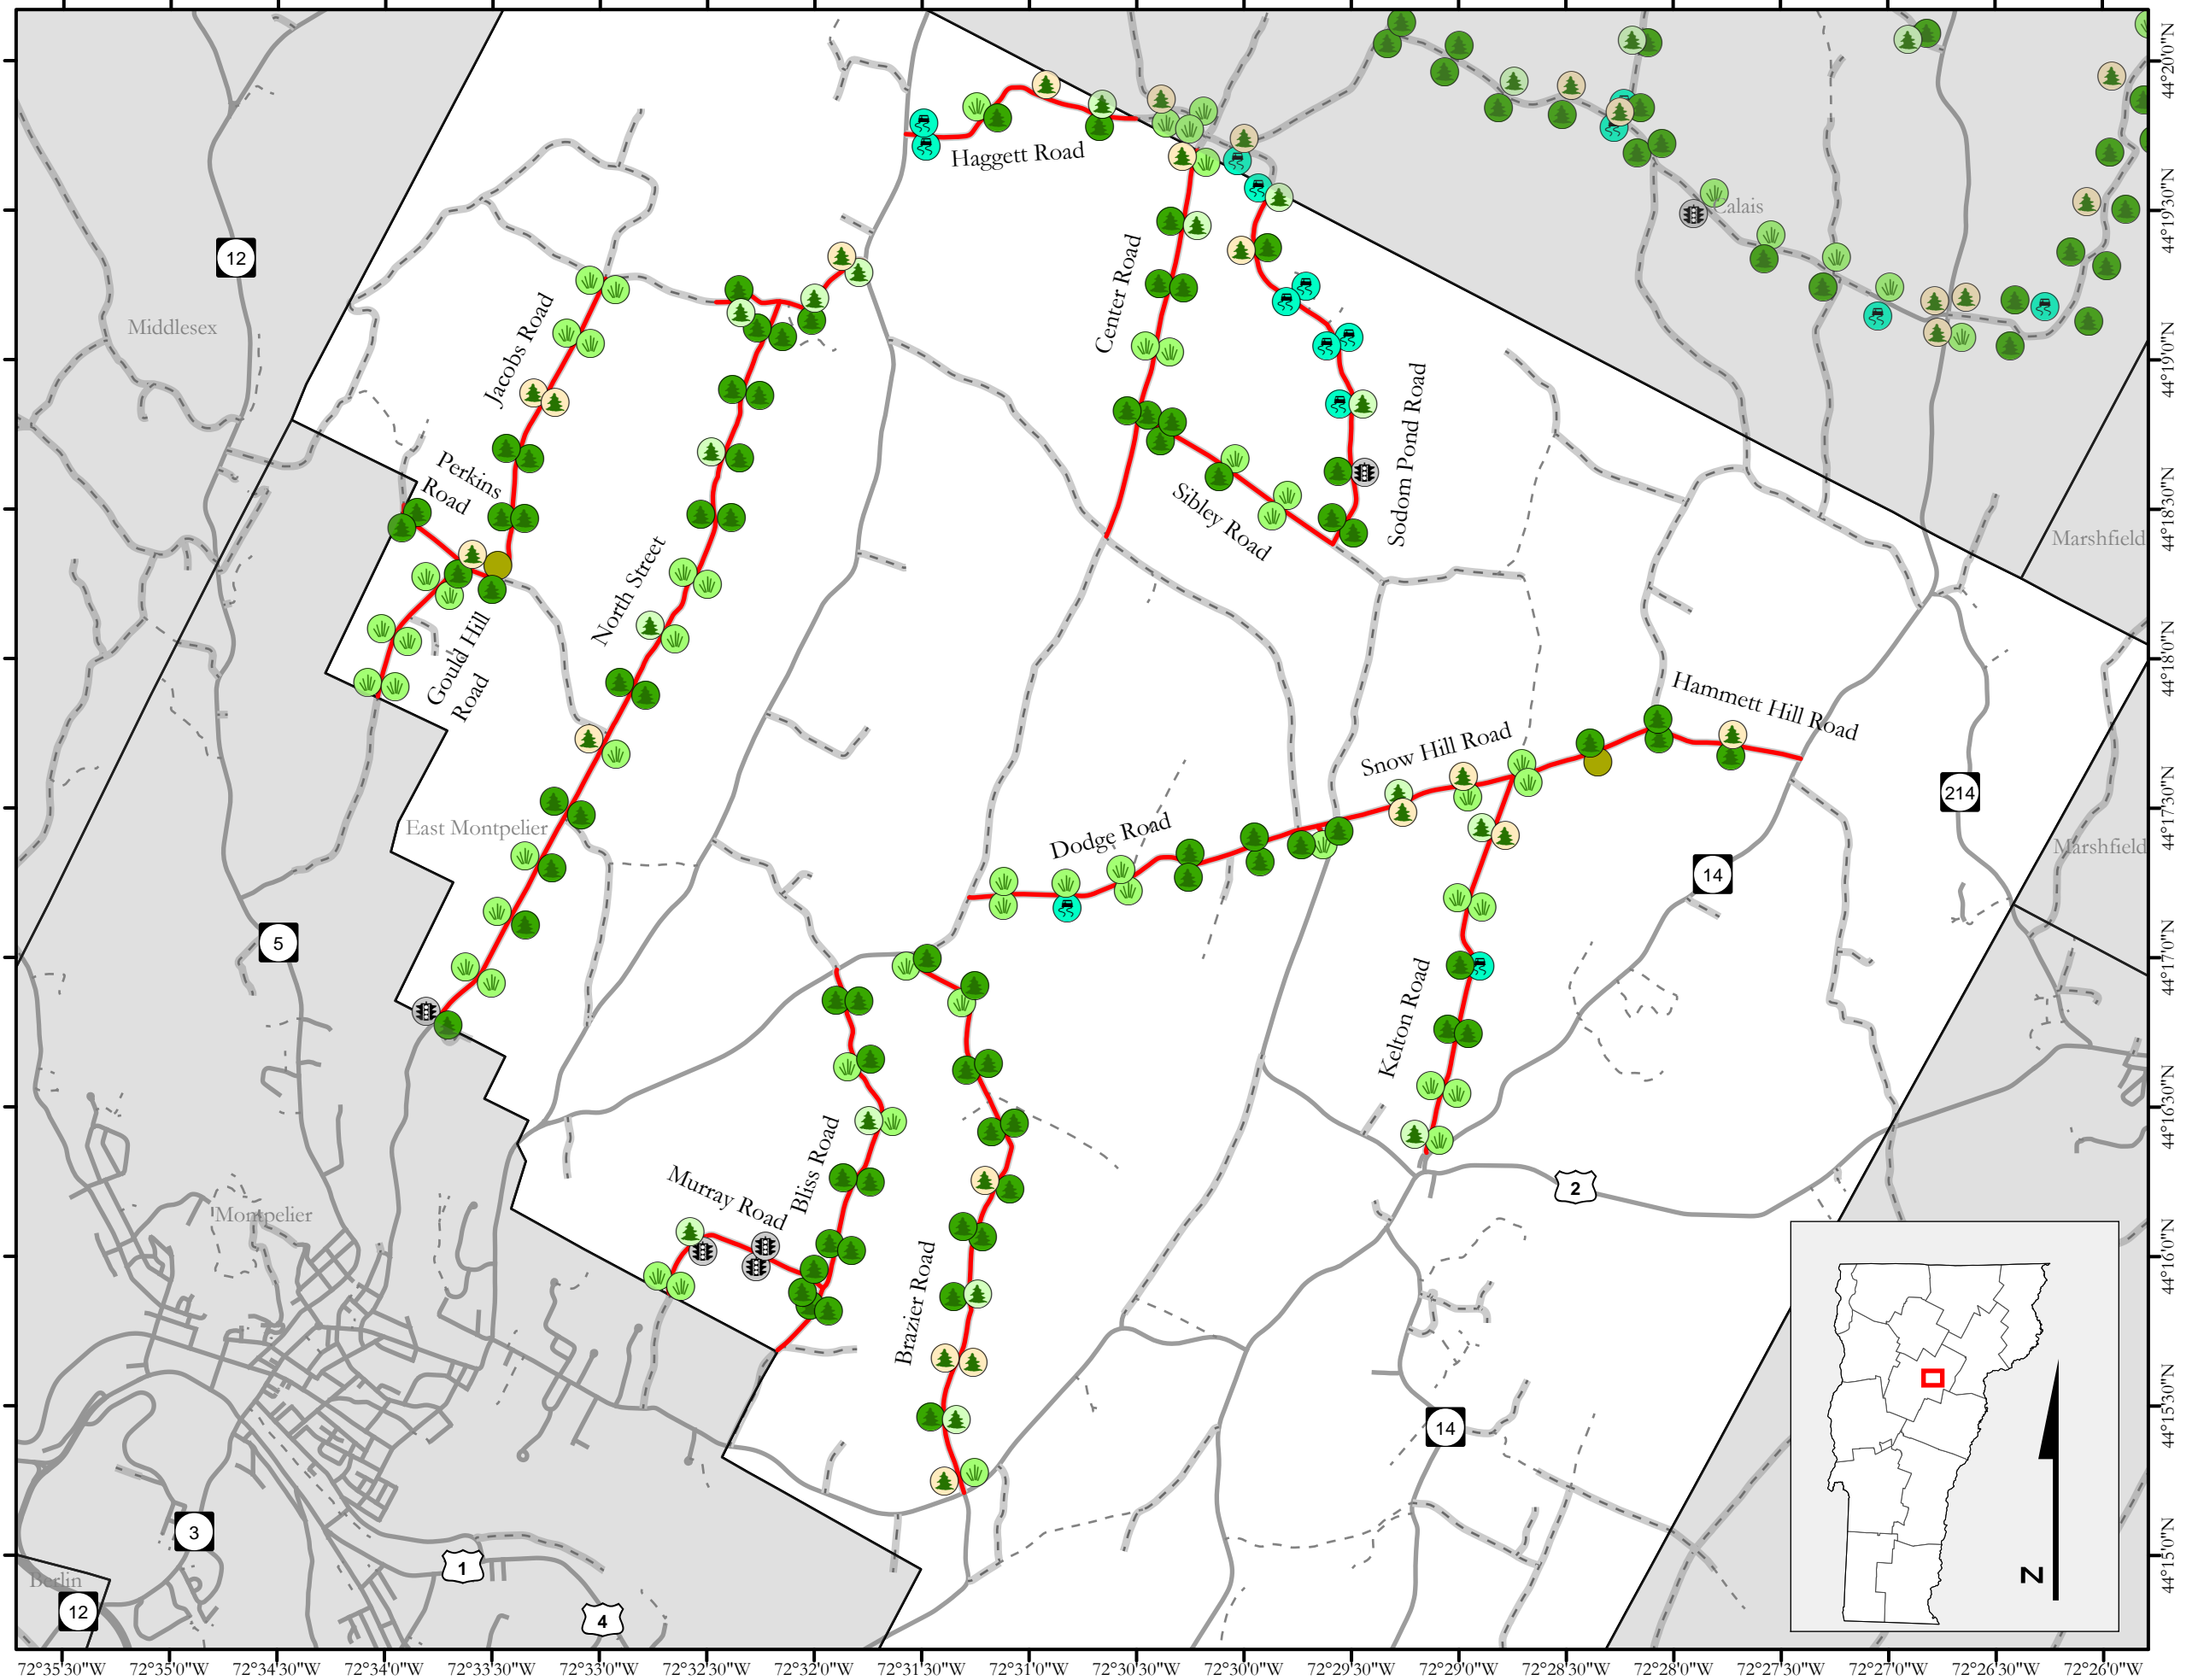 44°20'0"N
Haggett Road
44°19'30"N
Calais
12
Middlesex
Center Road
Jacobs Road
44°19'0"N
Sodom Pond Road
Perkins
Road
44°18'30"N
Sibley Road
Marshfield
North Street
Gould Hill
Road
44°18'0"N
Hammett Hill Road
Snow Hill Road
214
44°17'30"N
East Montpelier
Dodge Road
Marshfield
14
5
44°17'0"N
Kelton Road
44°16'30"N
Bliss Road
Murray Road
2
Montpelier
44°16'0"N
Brazier Road
44°15'30"N
14
3
44°15'0"N
1
N
Berlin
12
4
72°35'30"W
72°35'0"W
72°34'30"W
72°34'0"W
72°33'30"W
72°33'0"W
72°32'30"W
72°32'0"W
72°31'30"W
72°31'0"W
72°30'30"W
72°30'0"W
72°29'30"W
72°29'0"W
72°28'30"W
72°28'0"W
72°27'30"W
72°27'0"W
72°26'30"W
72°26'0"W